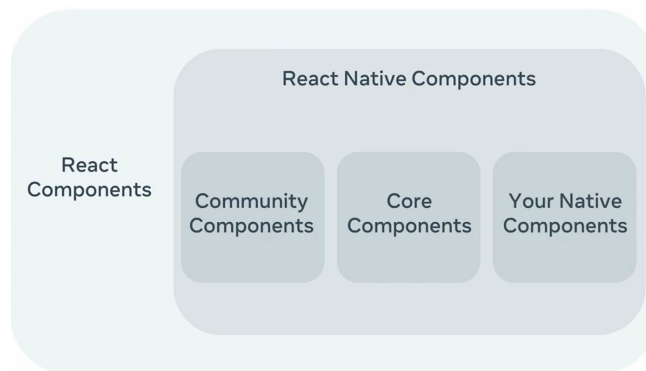 React Native Components
React
Components
Community
Components
Core
Components
Your Native
Components